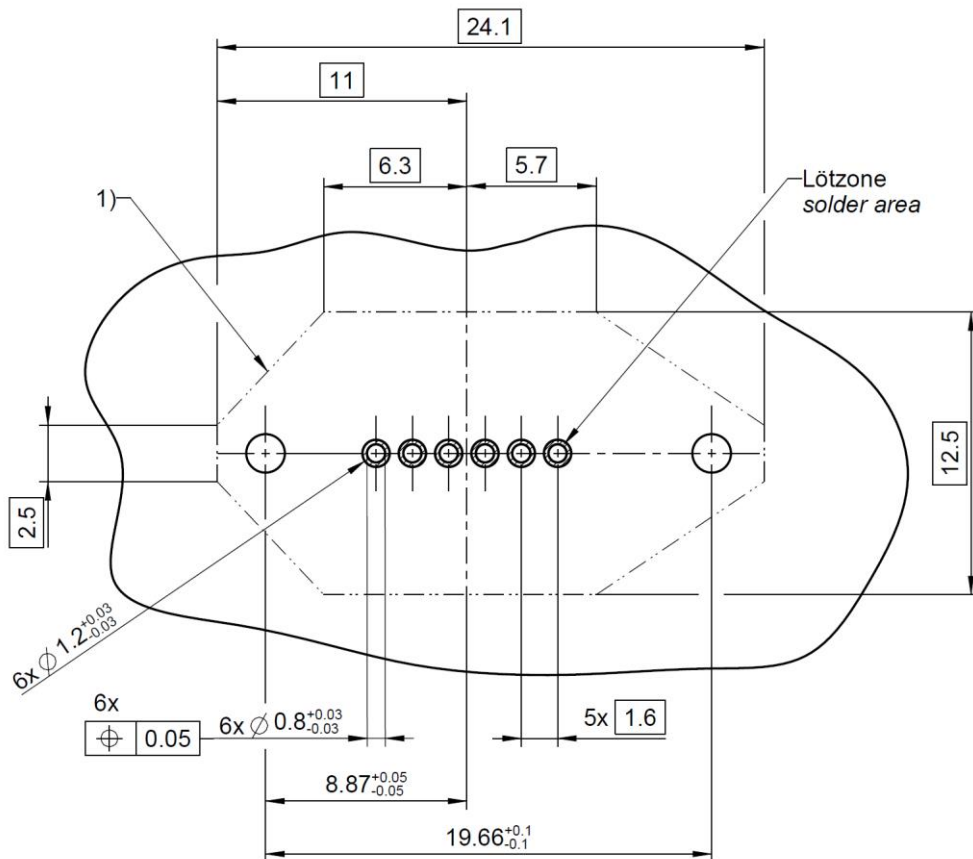 24.1
11
6.3
5.7
Lötzone
solder area
1)
2.5
12.5
6x ⌀ 1.2 +0.03 -0.03
6x
⌖ 0.05
6x ⌀ 0.8 +0.03 -0.03
5x 1.6
8.87 +0.05 -0.05
19.66 +0.1 -0.1